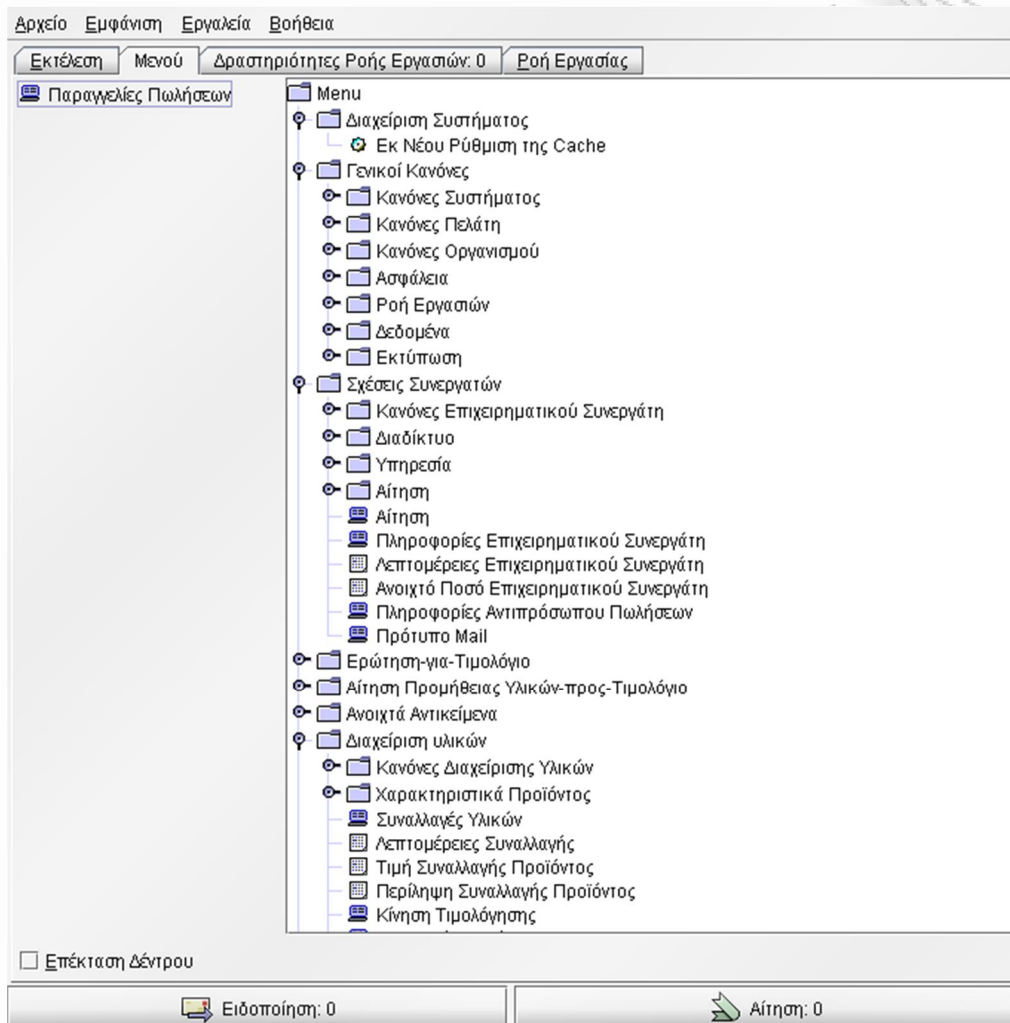 Αρχείο Εμφάνιση Εργαλεία Βοήθεια
Εκτέλεση Μενού Δραστηριότητες Ροής Εργασιών: 0 Ροή Εργασίας
Παραγγελίες Πωλήσεων
Menu
Διαχείριση Συστήματος
Εκ Νέου Ρύθμιση της Cache
Γενικοί Κανόνες
Κανόνες Συστήματος
Κανόνες Πελάτη
Κανόνες Οργανισμού
Ασφάλεια
Ροή Εργασιών
Δεδομένα
Εκτύπωση
Σχέσεις Συνεργατών
Κανόνες Επιχειρηματικού Συνεργάτη
Διαδίκτυο
Υπηρεσία
Αίτηση
Αίτηση
Πληροφορίες Επιχειρηματικού Συνεργάτη
Λεπτομέρειες Επιχειρηματικού Συνεργάτη
Ανοιχτό Ποσό Επιχειρηματικού Συνεργάτη
Πληροφορίες Αντιπρόσωπου Πωλήσεων
Πρότυπο Mail
Ερώτηση-για-Τιμολόγιο
Αίτηση Προμήθειας Υλικών-προς-Τιμολόγιο
Ανοιχτά Αντικείμενα
Διαχείριση υλικών
Κανόνες Διαχείρισης Υλικών
Χαρακτηριστικά Προϊόντος
Συναλλαγές Υλικών
Λεπτομέρειες Συναλλαγής
Τιμή Συναλλαγής Προϊόντος
Περίληψη Συναλλαγής Προϊόντος
Κίνηση Τιμολόγησης
Επέκταση Δέντρου
Ειδοποίηση: 0 Αίτηση: 0